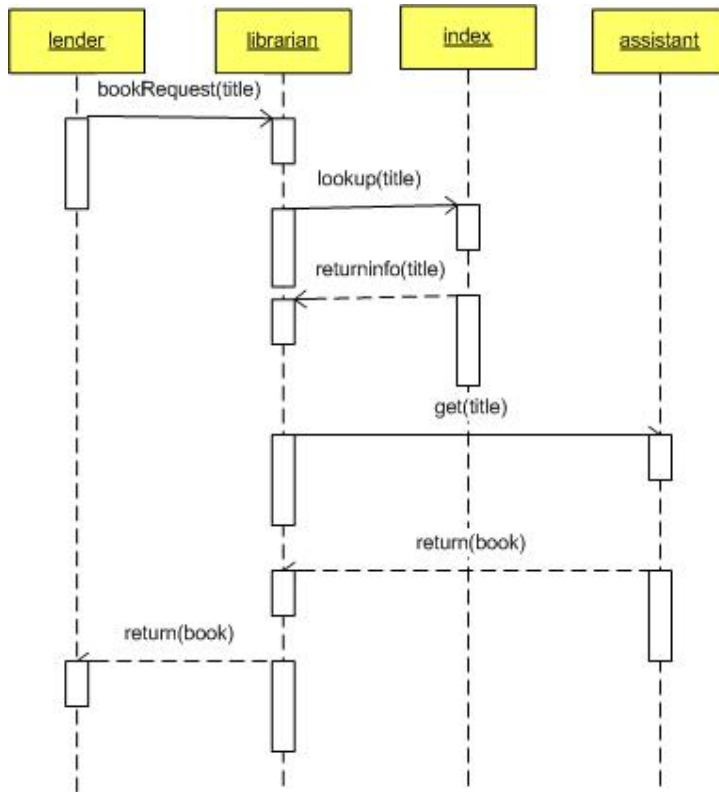 lender
librarian
index
assistant
bookRequest(title)
lookup(title)
returninfo(title)
get(title)
return(book)
return(book)